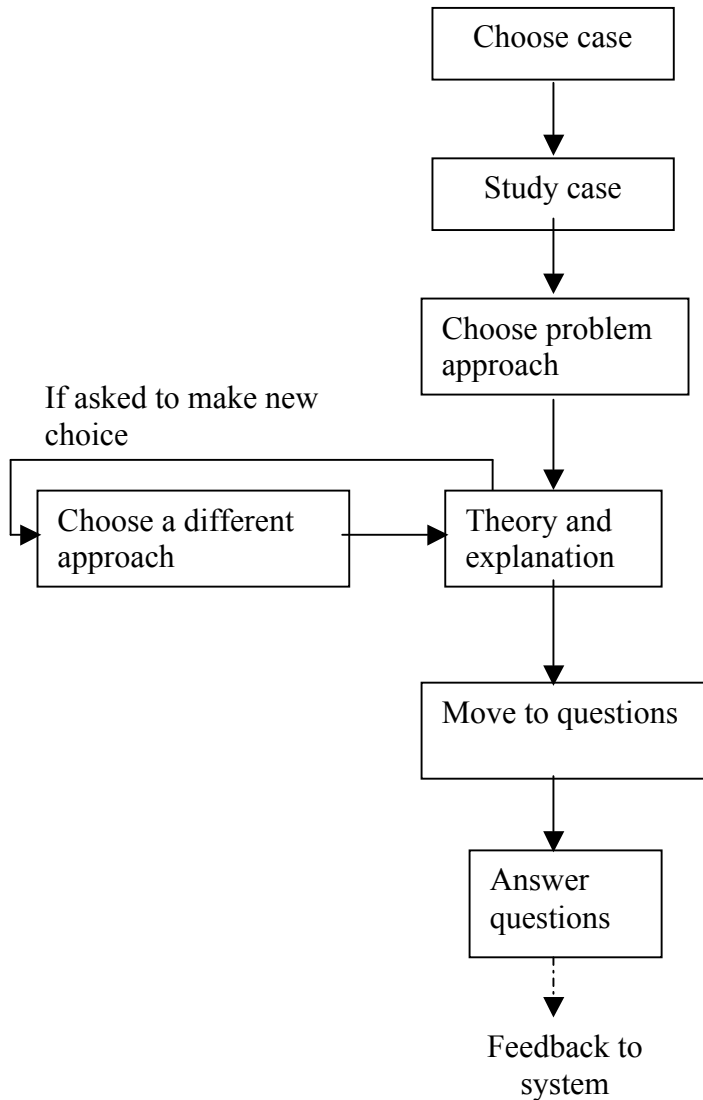 Choose case
Study case
Choose problem
approach
If asked to make new
choice
Choose a different
approach
Theory and
explanation
Move to questions
Answer
questions
Feedback to
system